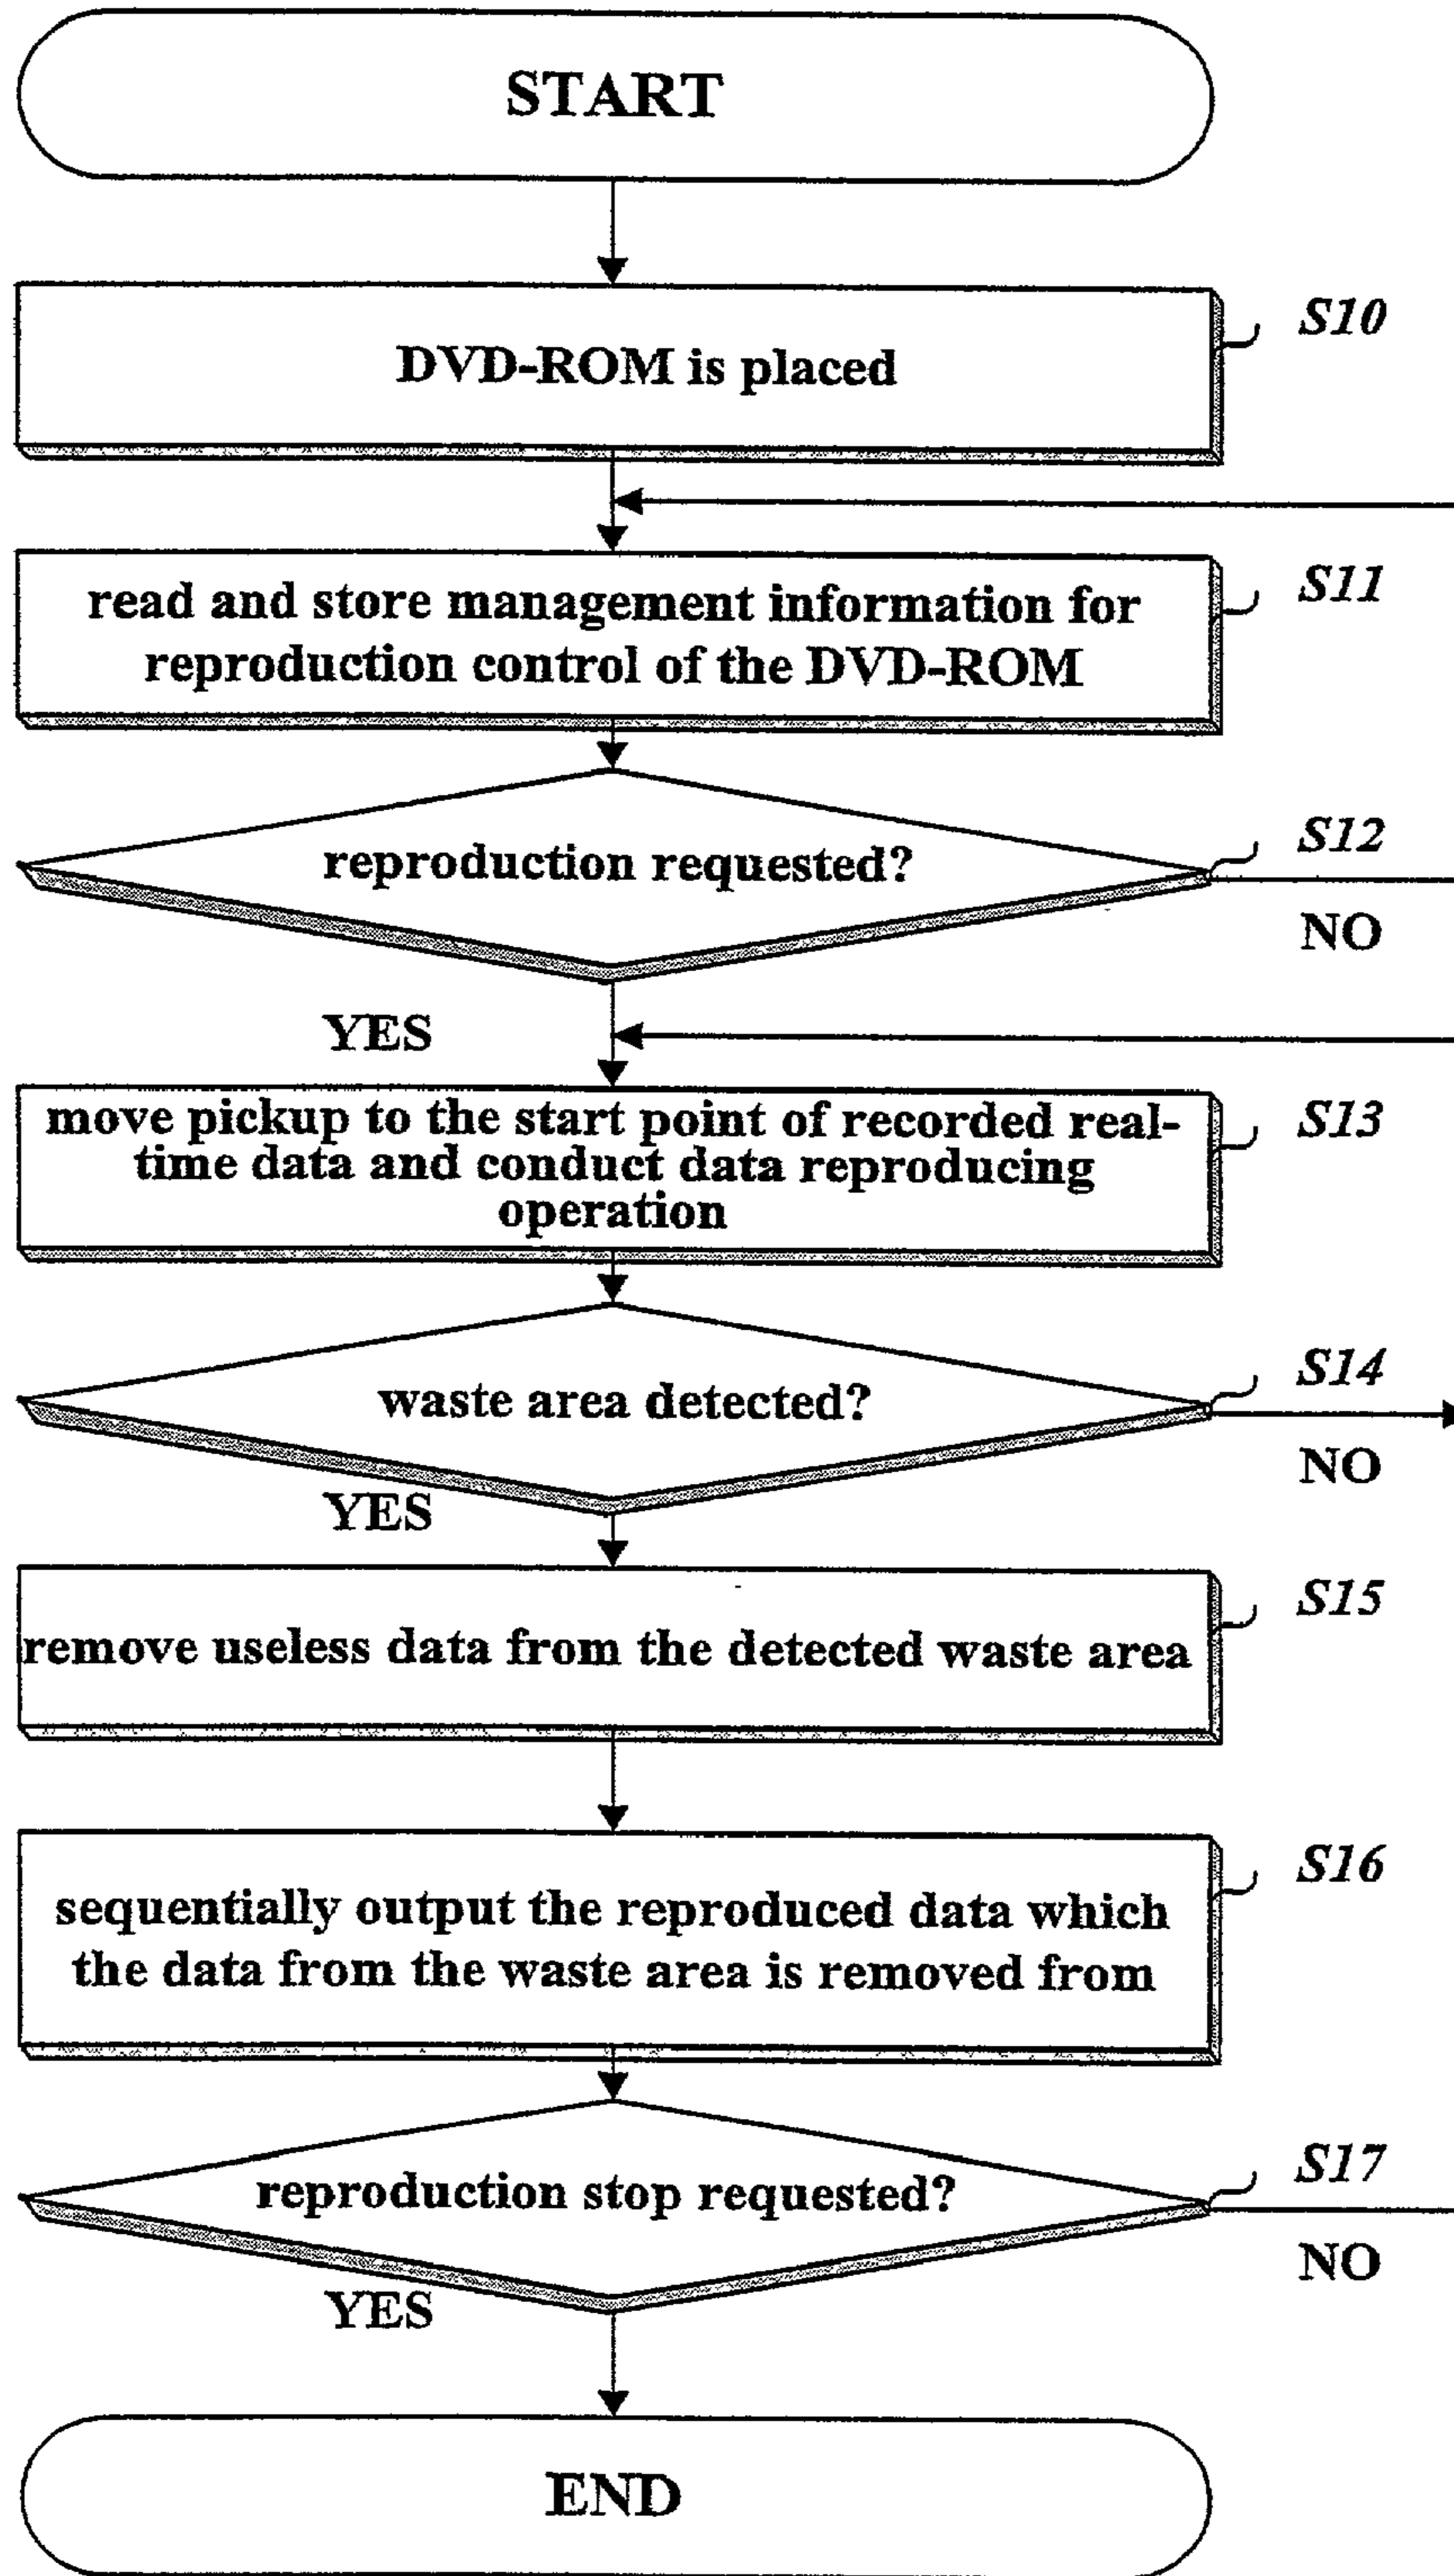 START
DVD-ROM is placed
S10
read and store management information for
reproduction control of the DVD-ROM
S11
reproduction requested?
S12
NO
YES
move pickup to the start point of recorded real-
time data and conduct data reproducing
operation
S13
waste area detected?
S14
NO
YES
remove useless data from the detected waste area
S15
sequentially output the reproduced data which
the data from the waste area is removed from
S16
reproduction stop requested?
S17
NO
YES
END